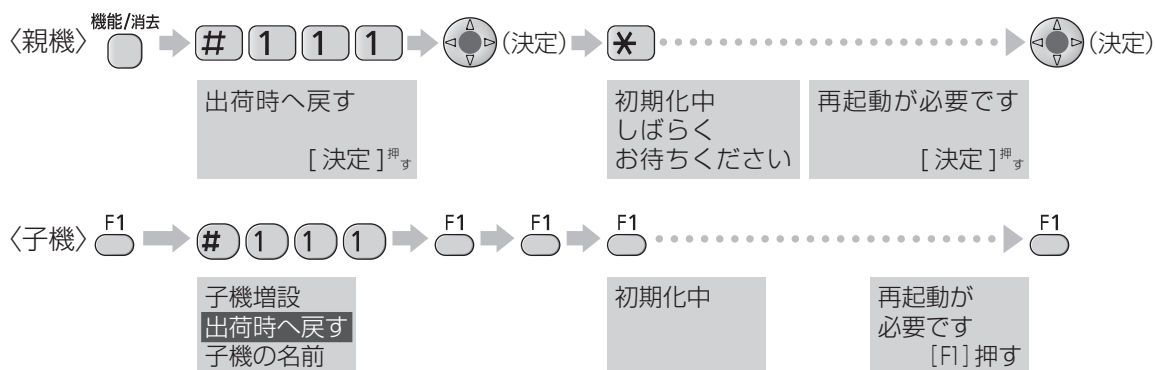 機能/消去
〈親機〉 # 1 1 1 (決定) * (決定)
出荷時へ戻す
[決定]押す
初期化中
しばらく
お待ちください
再起動が必要です
[決定]押す
〈子機〉 F1 # 1 1 1 F1 F1 F1 F1
子機増設
出荷時へ戻す
子機の名前
初期化中
再起動が
必要です
[F1]押す